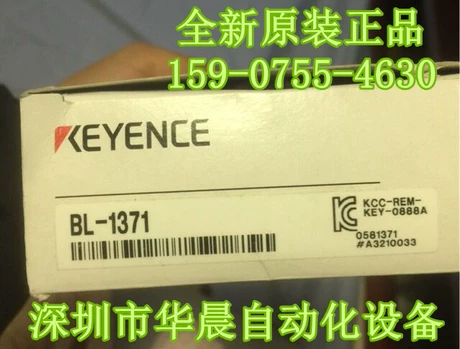 全新原装正品
159-0755-4630
KEYENCE
BL-1371
KCC-REM-
KEY-0888A
0581371
#A3210033
深圳市华晨自动化设备